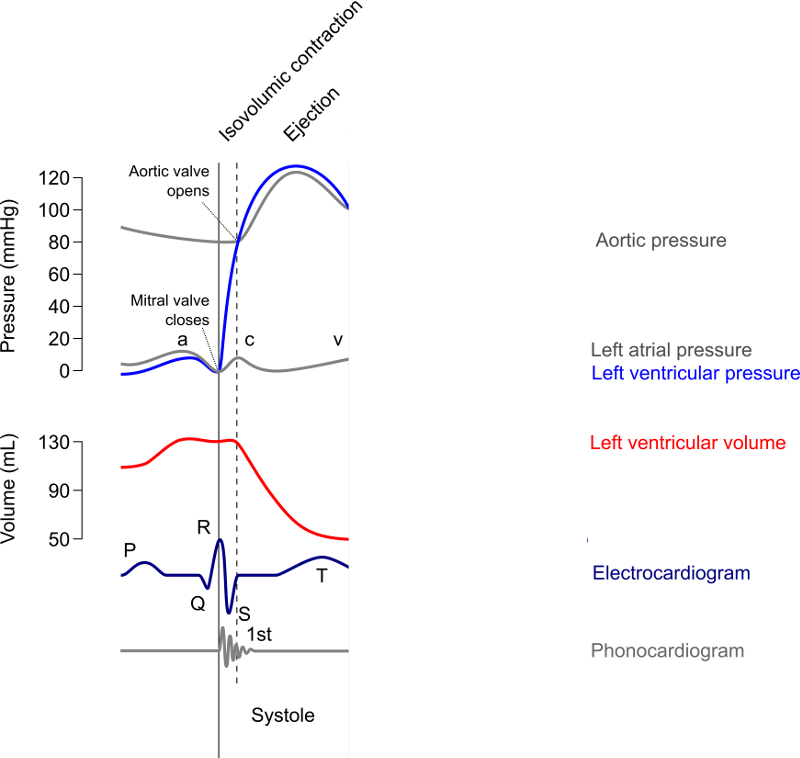 Isovolumic contraction
Ejection
Pressure (mmHg)
120
100
80
60
40
20
0
Aortic valve
opens
Mitral valve
closes
a
c
v
Aortic pressure
Left atrial pressure
Left ventricular pressure
Volume (mL)
130
90
50
Left ventricular volume
R
P
Q
S
T
Electrocardiogram
1st
Phonocardiogram
Systole